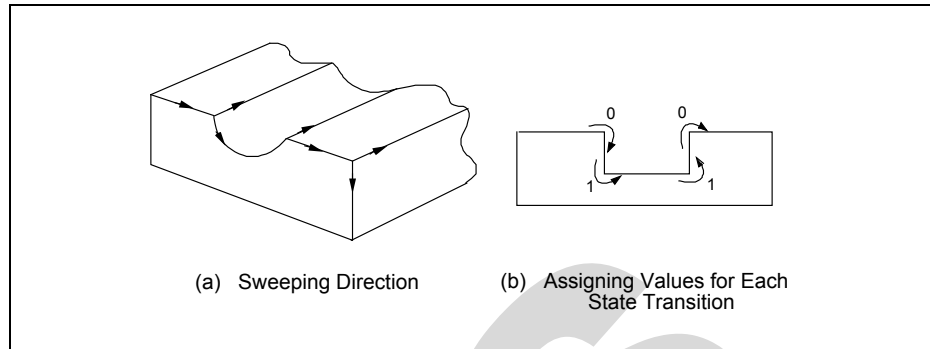 0
0
1
1
(a) Sweeping Direction
(b) Assigning Values for Each
State Transition